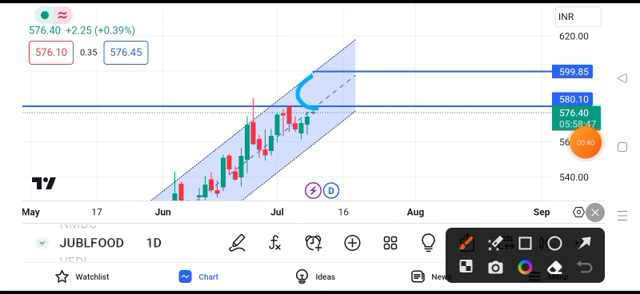 INR
576.40 +2.25 (+0.39%)
576.10 0.35 576.45
620.00
599.85
580.10
576.40
05:58:47
00:40
540.00
D
May 17 Jun Jul 16 Aug Sep
NMDC
JUBLFOOD 1D
VEDL
Watchlist Chart Ideas News